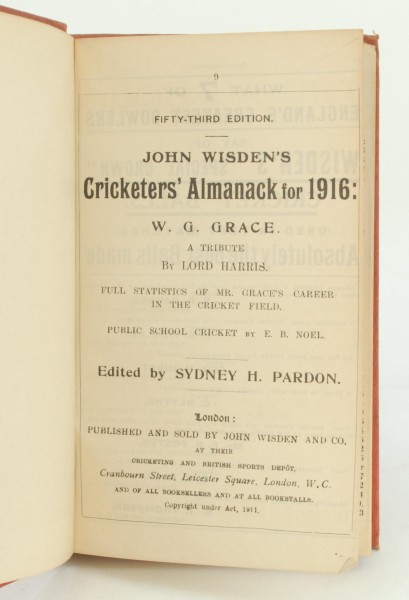 9
FIFTY-THIRD EDITION.
JOHN WISDEN'S
Cricketers' Almanack for 1916:
W. G. GRACE.
A TRIBUTE
BY LORD HARRIS.
FULL STATISTICS OF MR. GRACE'S CAREER
IN THE CRICKET FIELD.
PUBLIC SCHOOL CRICKET BY E. B. NOEL.
Edited by SYDNEY H. PARDON.
London:
PUBLISHED AND SOLD BY JOHN WISDEN AND CO.
AT THEIR
CRICKETING AND BRITISH SPORTS DEPÔT,
Cranbourn Street, Leicester Square, London, W.C.
AND OF ALL BOOKSELLERS AND AT ALL BOOKSTALLS.
Copyright under Act, 1911.